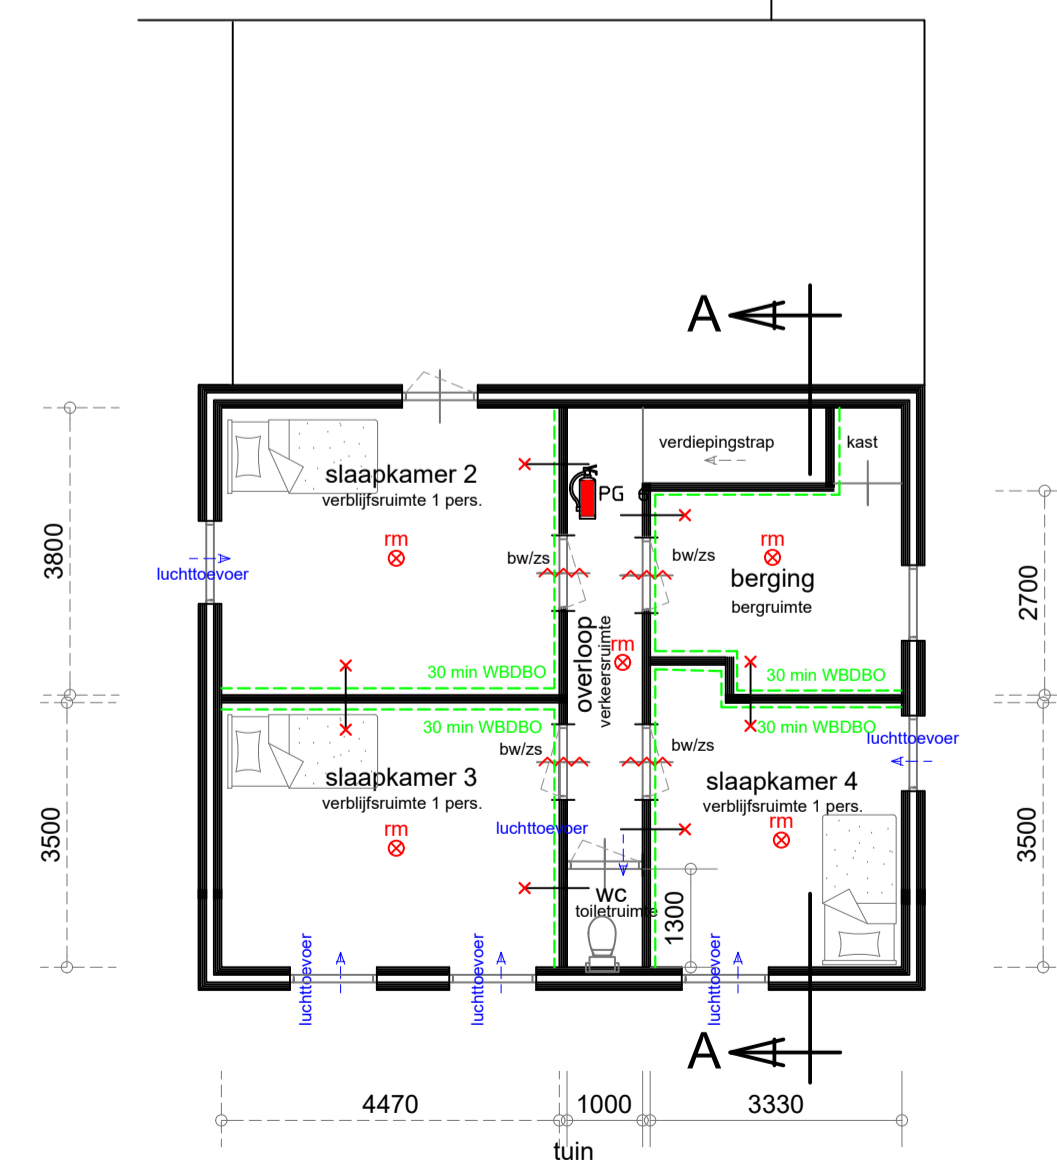 A
verdiepingstrap
kast
slaapkamer 2
verblijfsruimte 1 pers.
PG 6
3800
rm
luchttoevoer
bw/zs
bw/zs
rm
berging
bergruimte
2700
overloop
verkeersruimte
rm
30 min WBDBO
30 min WBDBO
30 min WBDBO
30 min WBDBO
luchttoevoer
bw/zs
bw/zs
slaapkamer 3
verblijfsruimte 1 pers.
rm
slaapkamer 4
verblijfsruimte 1 pers.
rm
3500
3500
luchttoevoer
wc
toiletruimte
1300
luchttoevoer
luchttoevoer
luchttoevoer
A
4470
1000
3330
tuin